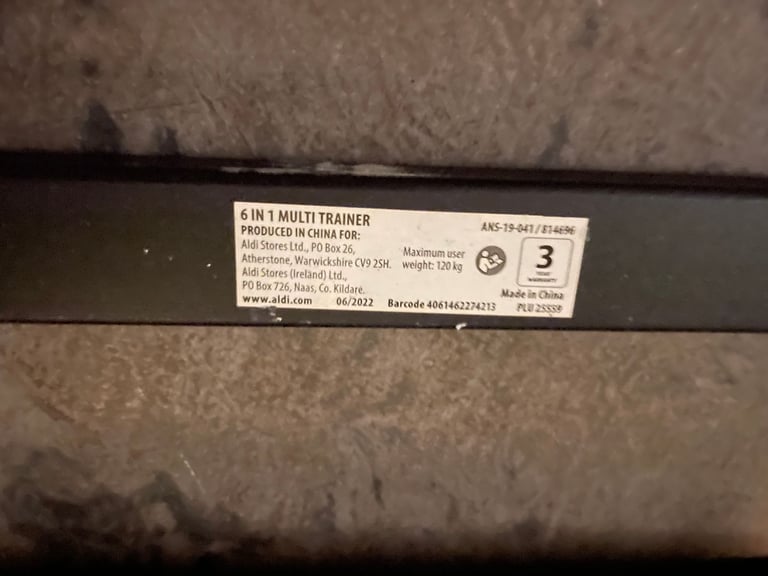 6 IN 1 MULTI TRAINER
PRODUCED IN CHINA FOR:
Aldi Stores Ltd., PO Box 26,
Atherstone, Warwickshire CV9 2SH.
Aldi Stores (Ireland) Ltd.,
PO Box 726, Naas, Co. Kildare.
www.aldi.com 06/2022 Barcode 4061462274213
Maximum user
weight: 120 kg
ANS-19-041 / 814696
3
YEAR
WARRANTY
Made in China
PLU 25559